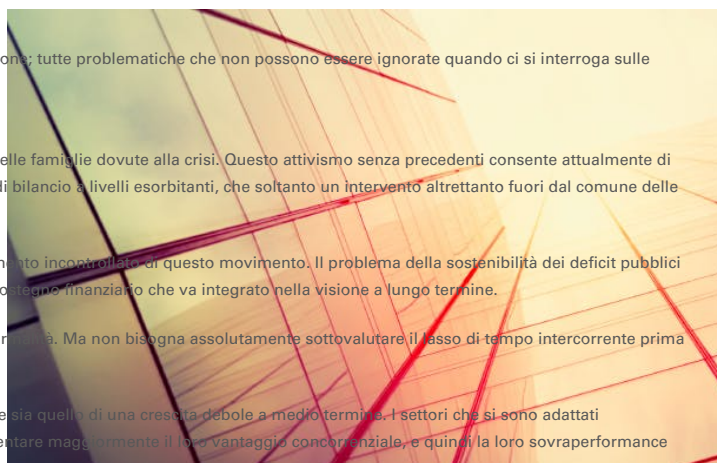 one; tutte problematiche che non possono essere ignorate quando ci si interroga sulle
elle famiglie dovute alla crisi. Questo attivismo senza precedenti consente attualmente di
di bilancio a livelli esorbitanti, che soltanto un intervento altrettanto fuori dal comune delle
ento incontrollato di questo movimento. Il problema della sostenibilità dei deficit pubblici
ostegno finanziario che va integrato nella visione a lungo termine.
Ma non bisogna assolutamente sottovalutare il lasso di tempo intercorrente prima
e sia quello di una crescita debole a medio termine. I settori che si sono adattati
entare maggiormente il loro vantaggio concorrenziale, e quindi la loro sovraperformance